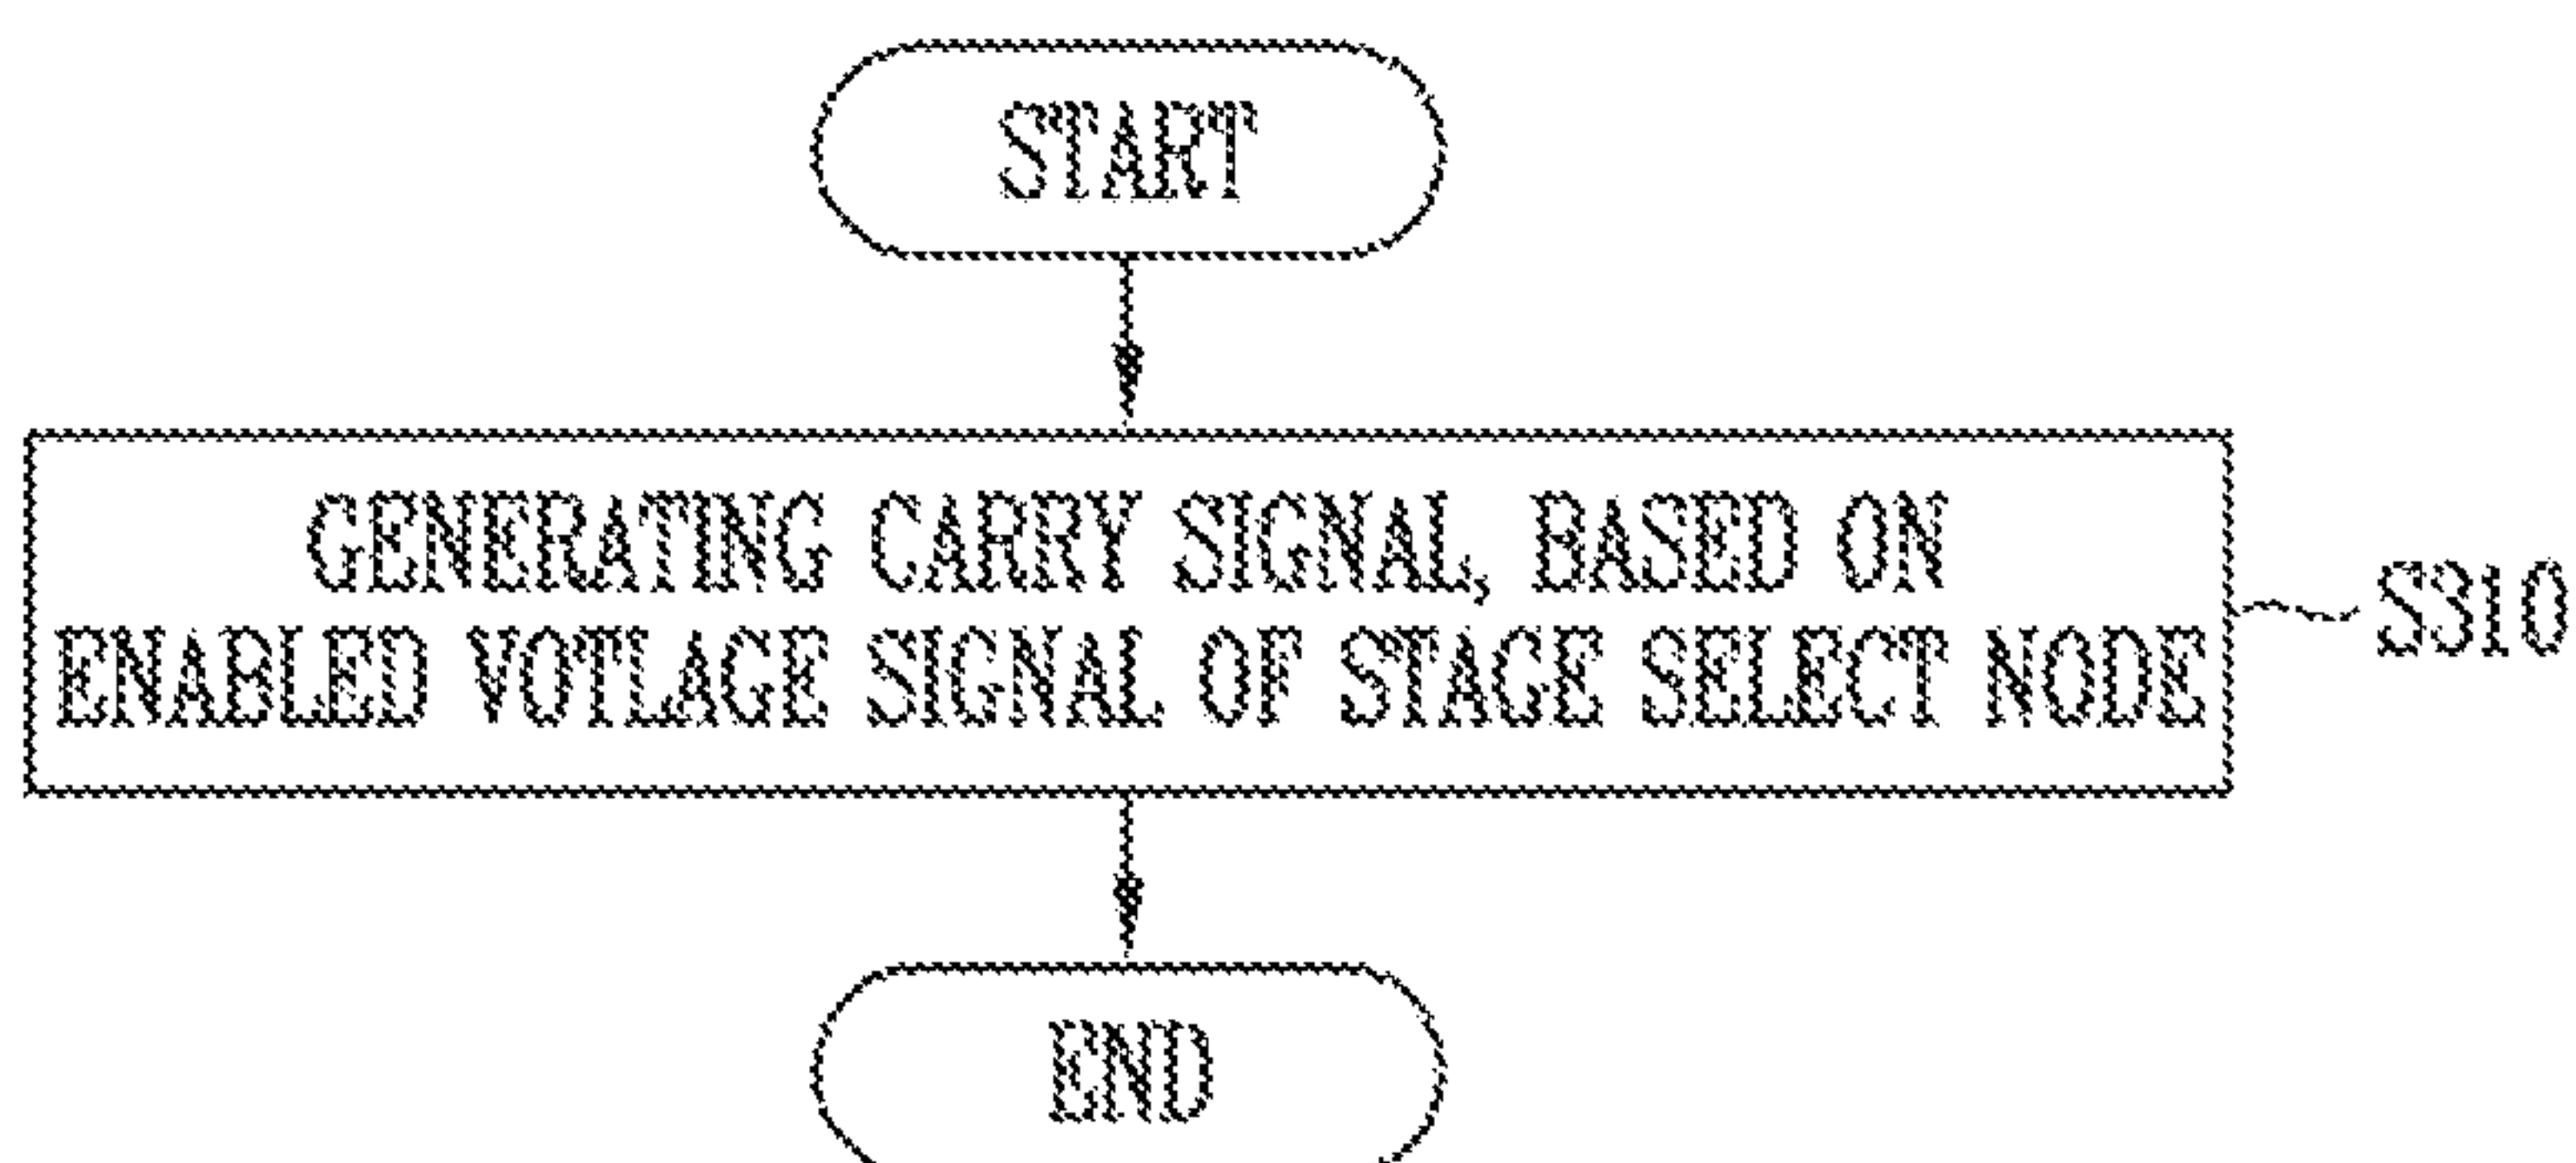 START
GENERATING CARRY SIGNAL, BASED ON
ENABLED VOTLAGE SIGNAL OF STAGE SELECT NODE
S310
END